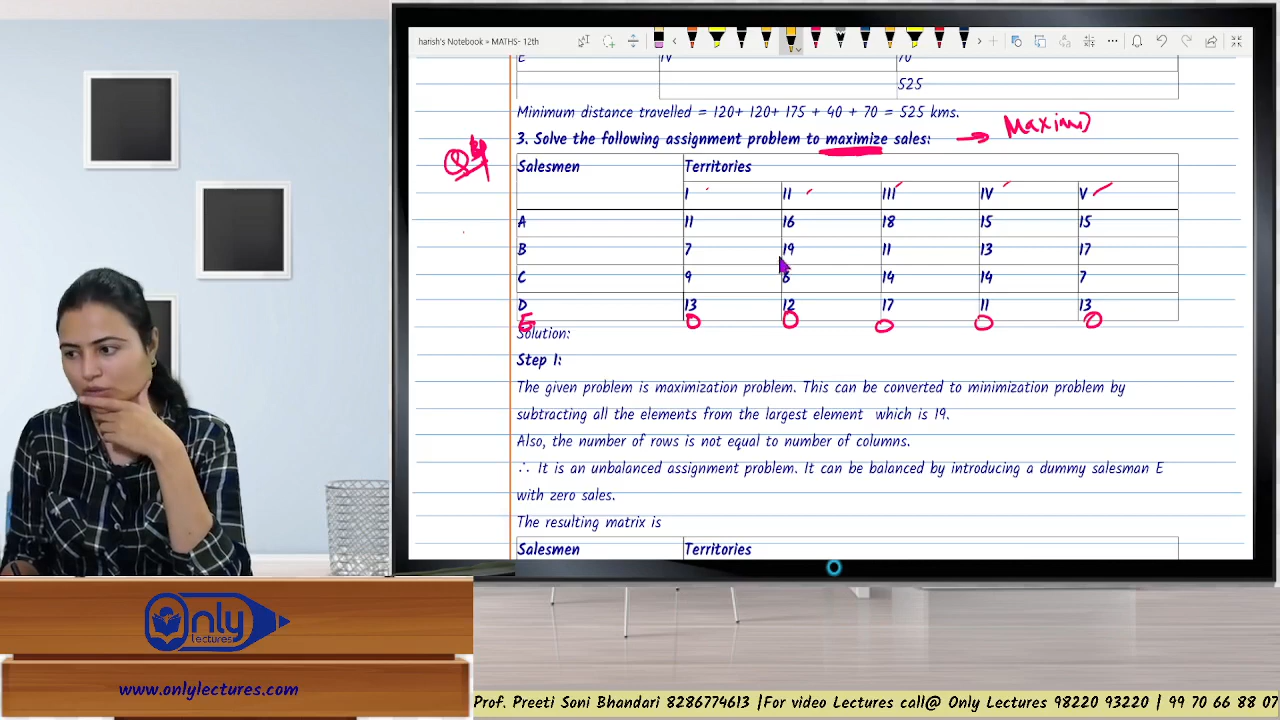 harish's Notebook » MATHS- 12th
E IV 70
525
Minimum distance travelled = 120+ 120+ 175 + 40 + 70 = 525 kms.
3. Solve the following assignment problem to maximize sales: → Maximi
Q4
Salesmen Territories
I II III IV V
A 11 16 18 15 15
B 7 19 11 13 17
C 9 6 14 14 7
D 13 12 17 11 13
E 0 0 0 0 0
Solution:
Step 1:
The given problem is maximization problem. This can be converted to minimization problem by
subtracting all the elements from the largest element which is 19.
Also, the number of rows is not equal to number of columns.
∴ It is an unbalanced assignment problem. It can be balanced by introducing a dummy salesman E
with zero sales.
The resulting matrix is
Salesmen Territories
Only
lectures
www.onlylectures.com
Prof. Preeti Soni Bhandari 8286774613 |For video Lectures call@ Only Lectures 98220 93220 | 99 70 66 88 07